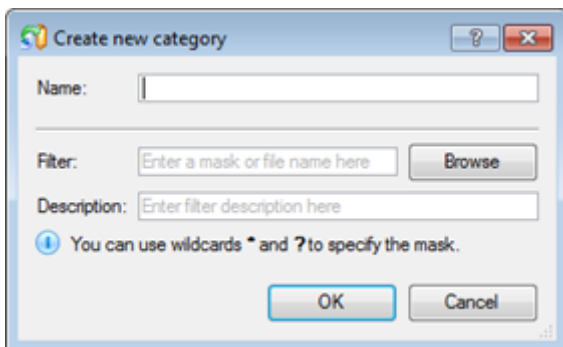 Create new category
Name:
Filter: Enter a mask or file name here Browse
Description: Enter filter description here
You can use wildcards * and ? to specify the mask.
OK Cancel